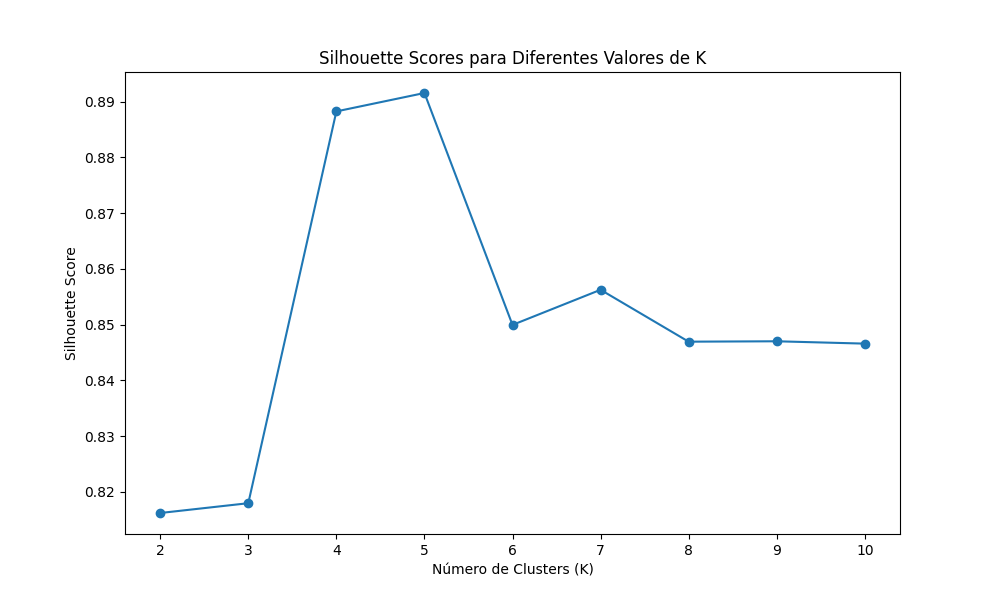 Silhouette Scores para Diferentes Valores de K
0.89
0.88
0.87
0.86
0.85
0.84
0.83
0.82
Silhouette Score
2 3 4 5 6 7 8 9 10
Número de Clusters (K)